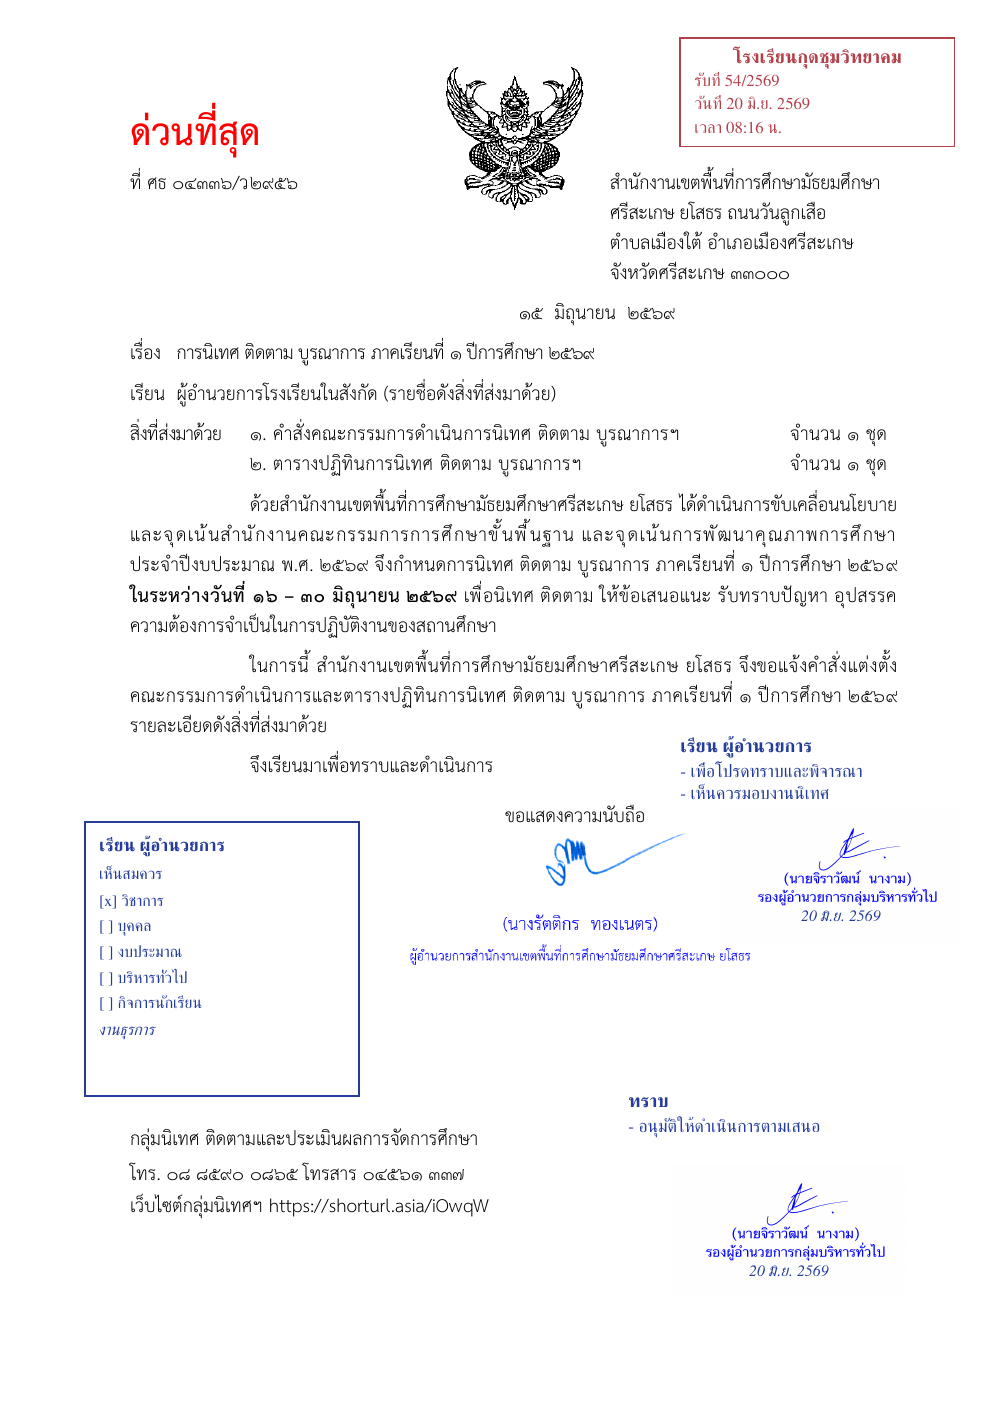 โรงเรียนกุดชุมวิทยาคม
รับที่ 54/2569
วันที่ 20 มิ.ย. 2569
เวลา 08:16 น.
ด่วนที่สุด
ที่ ศธ ๐๔๓๓๖/ว๒๙๕๖
สำนักงานเขตพื้นที่การศึกษามัธยมศึกษา
ศรีสะเกษ ยโสธร ถนนวันลูกเสือ
ตำบลเมืองใต้ อำเภอเมืองศรีสะเกษ
จังหวัดศรีสะเกษ ๓๓๐๐๐
๑๕ มิถุนายน ๒๕๖๙
เรื่อง การนิเทศ ติดตาม บูรณาการ ภาคเรียนที่ ๑ ปีการศึกษา ๒๕๖๙
เรียน ผู้อำนวยการโรงเรียนในสังกัด (รายชื่อดังสิ่งที่ส่งมาด้วย)
สิ่งที่ส่งมาด้วย ๑. คำสั่งคณะกรรมการดำเนินการนิเทศ ติดตาม บูรณาการฯ จำนวน ๑ ชุด
๒. ตารางปฏิทินการนิเทศ ติดตาม บูรณาการฯ จำนวน ๑ ชุด
ด้วยสำนักงานเขตพื้นที่การศึกษามัธยมศึกษาศรีสะเกษ ยโสธร ได้ดำเนินการขับเคลื่อนนโยบาย
และจุดเน้นสำนักงานคณะกรรมการการศึกษาขั้นพื้นฐาน และจุดเน้นการพัฒนาคุณภาพการศึกษา
ประจำปีงบประมาณ พ.ศ. ๒๕๖๙ จึงกำหนดการนิเทศ ติดตาม บูรณาการ ภาคเรียนที่ ๑ ปีการศึกษา ๒๕๖๙
ในระหว่างวันที่ ๑๖ – ๓๐ มิถุนายน ๒๕๖๙ เพื่อนิเทศ ติดตาม ให้ข้อเสนอแนะ รับทราบปัญหา อุปสรรค
ความต้องการจำเป็นในการปฏิบัติงานของสถานศึกษา
ในการนี้ สำนักงานเขตพื้นที่การศึกษามัธยมศึกษาศรีสะเกษ ยโสธร จึงขอแจ้งคำสั่งแต่งตั้ง
คณะกรรมการดำเนินการและตารางปฏิทินการนิเทศ ติดตาม บูรณาการ ภาคเรียนที่ ๑ ปีการศึกษา ๒๕๖๙
รายละเอียดดังสิ่งที่ส่งมาด้วย
จึงเรียนมาเพื่อทราบและดำเนินการ
เรียน ผู้อำนวยการ
- เพื่อโปรดทราบและพิจารณา
- เห็นควรมอบงานนิเทศ
ขอแสดงความนับถือ
(นายจิราวัฒน์ นางาม)
รองผู้อำนวยการกลุ่มบริหารทั่วไป
20 มิ.ย. 2569
(นางรัตติกร ทองเนตร)
ผู้อำนวยการสำนักงานเขตพื้นที่การศึกษามัธยมศึกษาศรีสะเกษ ยโสธร
เรียน ผู้อำนวยการ
เห็นสมควร
[x] วิชาการ
[ ] บุคคล
[ ] งบประมาณ
[ ] บริหารทั่วไป
[ ] กิจการนักเรียน
งานธุรการ
ทราบ
- อนุมัติให้ดำเนินการตามเสนอ
กลุ่มนิเทศ ติดตามและประเมินผลการจัดการศึกษา
โทร. ๐๘ ๘๕๙๐ ๐๘๖๕ โทรสาร ๐๔๕๖๑ ๓๓๗
เว็บไซต์กลุ่มนิเทศฯ https://shorturl.asia/iOwqW
(นายจิราวัฒน์ นางาม)
รองผู้อำนวยการกลุ่มบริหารทั่วไป
20 มิ.ย. 2569